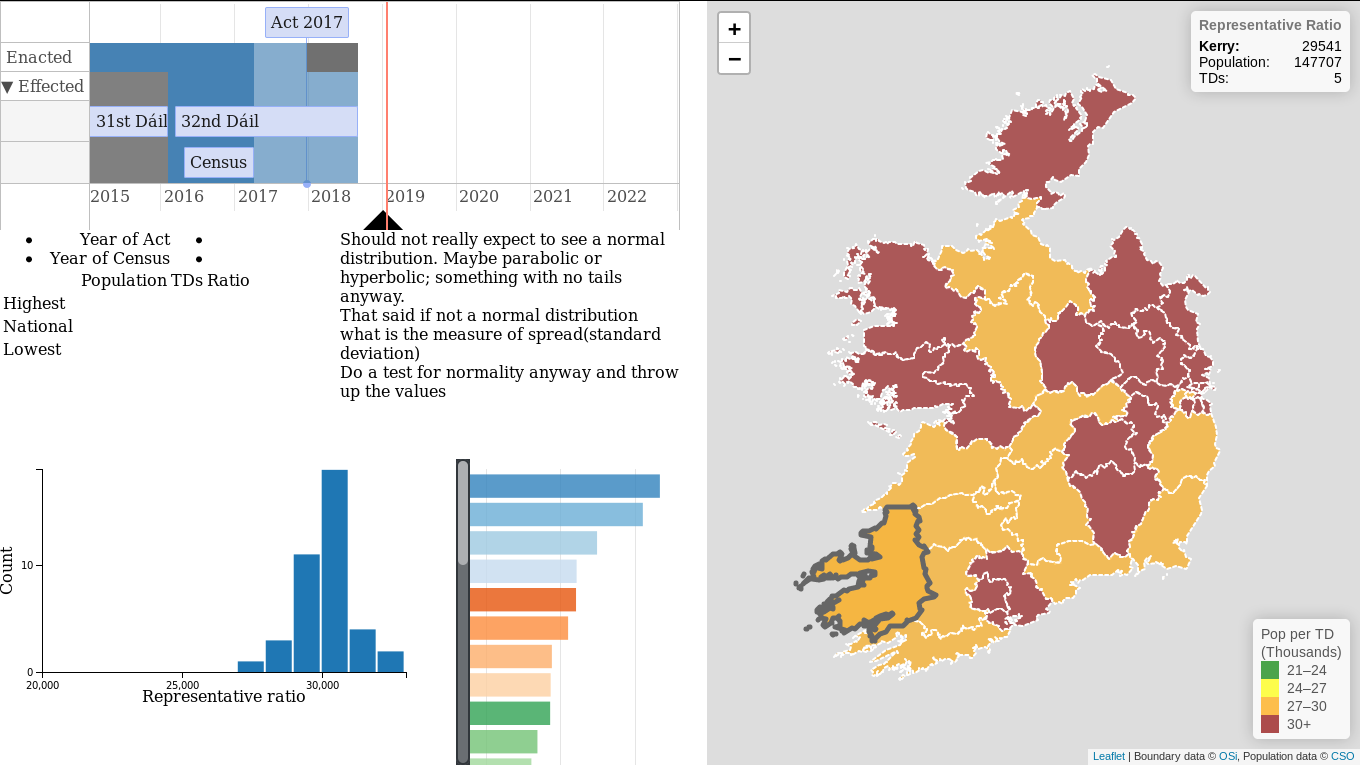 Act 2017
Enacted
▼ Effected
31st Dáil
32nd Dáil
Census
2015 2016 2017 2018 2019 2020 2021 2022
• Year of Act •
• Year of Census •
Population TDs Ratio
Highest
National
Lowest
Should not really expect to see a normal
distribution. Maybe parabolic or
hyperbolic; something with no tails
anyway.
That said if not a normal distribution
what is the measure of spread(standard
deviation)
Do a test for normality anyway and throw
up the values
Count
10
0
20,000 25,000 30,000
Representative ratio
+
−
Representative Ratio
Kerry: 29541
Population: 147707
TDs: 5
Pop per TD
(Thousands)
21–24
24–27
27–30
30+
Leaflet | Boundary data © OSi, Population data © CSO